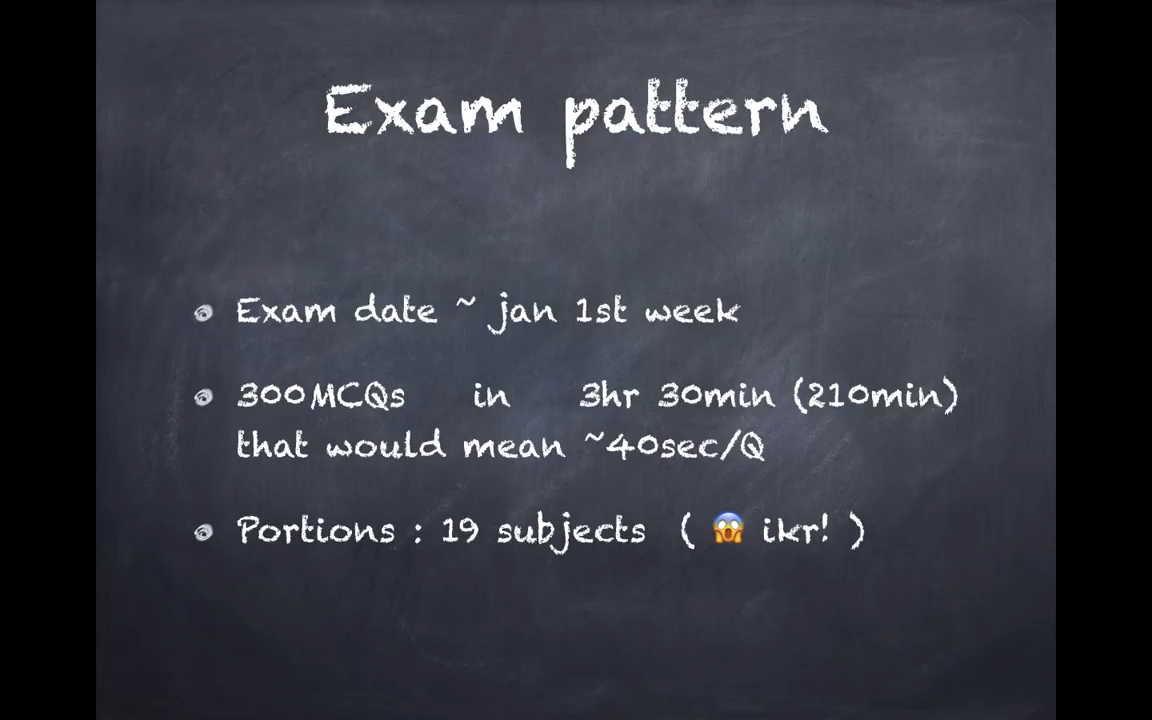 Exam pattern
Exam date ~ jan 1st week
300MCQs in 3hr 30min (210min)
that would mean ~40sec/Q
Portions : 19 subjects ( 😱 ikr! )